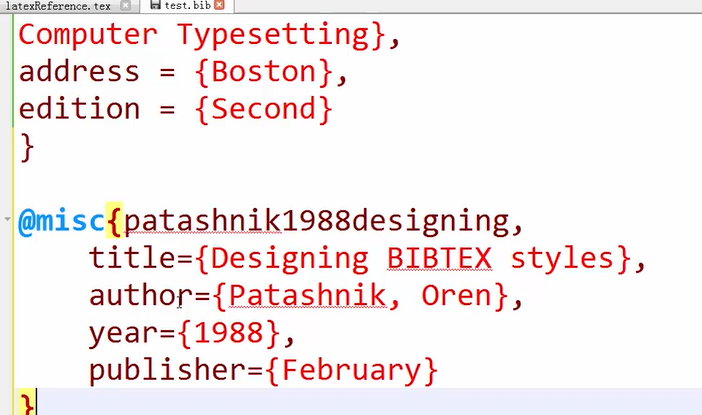 latexReference.tex test.bib
Computer Typesetting},
address = {Boston},
edition = {Second}
}
@misc{patashnik1988designing,
title={Designing BIBTEX styles},
author={Patashnik, Oren},
year={1988},
publisher={February}
}